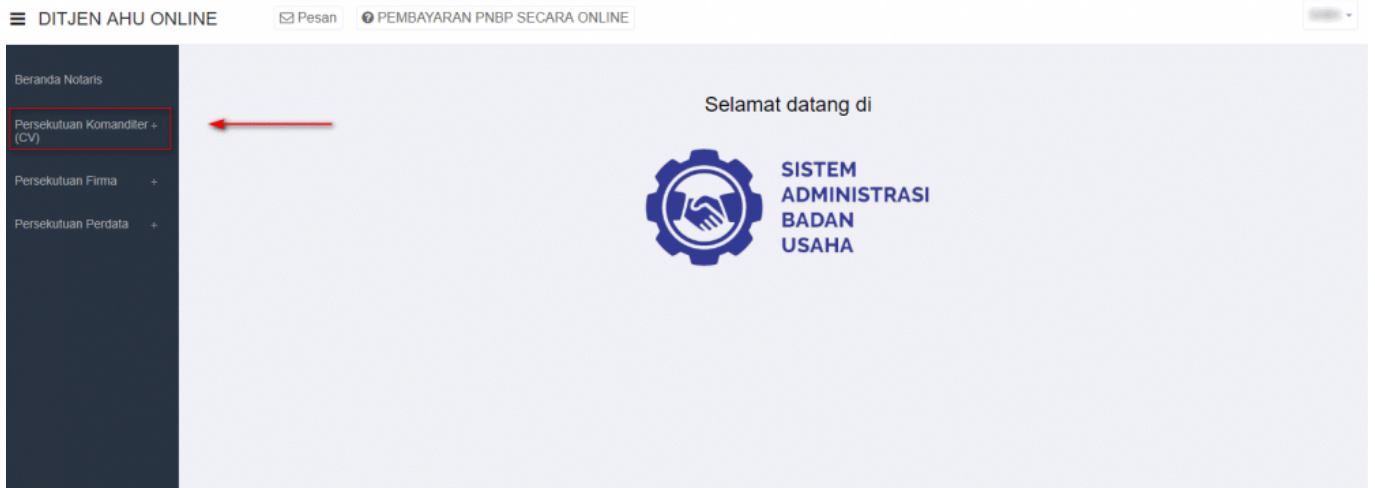 DITJEN AHU ONLINE
Pesan
PEMBAYARAN PNBP SECARA ONLINE
Beranda Notaris
Persekutuan Komanditer +
(CV)
Persekutuan Firma +
Persekutuan Perdata +
Selamat datang di
SISTEM
ADMINISTRASI
BADAN
USAHA